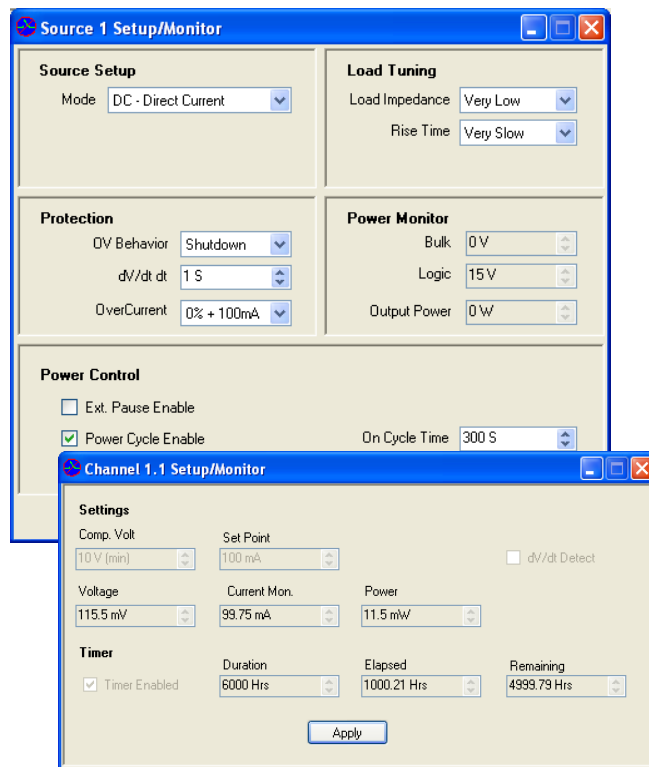 Source 1 Setup/Monitor
Source Setup
Mode DC - Direct Current
Load Tuning
Load Impedance Very Low
Rise Time Very Slow
Protection
OV Behavior Shutdown
dV/dt dt 1 S
OverCurrent 0% + 100mA
Power Monitor
Bulk 0 V
Logic 15 V
Output Power 0 W
Power Control
Ext. Pause Enable
Power Cycle Enable On Cycle Time 300 S
Channel 1.1 Setup/Monitor
Settings
Comp. Volt Set Point
10 V (min) 100 mA dV/dt Detect
Voltage Current Mon. Power
115.5 mV 99.75 mA 11.5 mW
Timer
Duration Elapsed Remaining
Timer Enabled 6000 Hrs 1000.21 Hrs 4999.79 Hrs
Apply